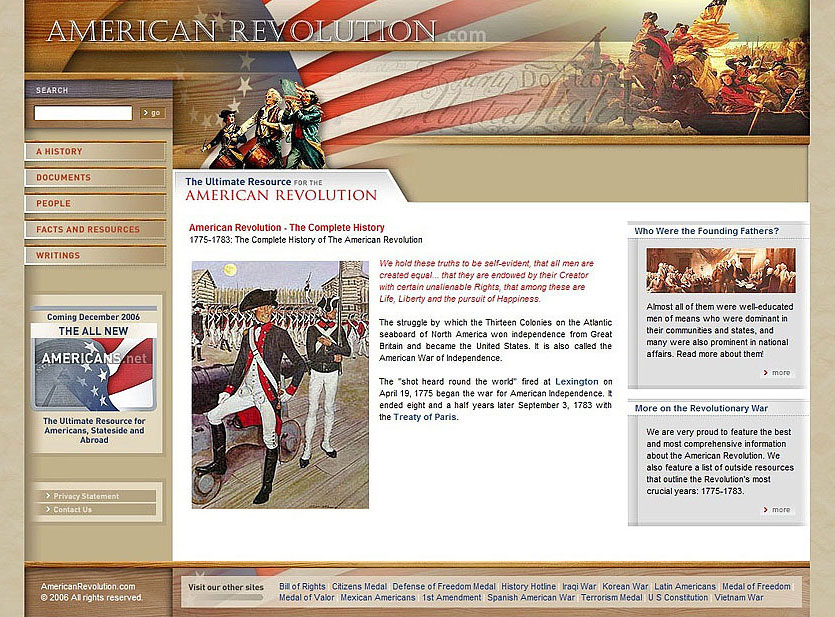 AMERICAN REVOLUTION.com
SEARCH
go
A HISTORY
DOCUMENTS
PEOPLE
FACTS AND RESOURCES
WRITINGS
Coming December 2006
THE ALL NEW
AMERICANS.net
The Ultimate Resource for
Americans, Stateside and
Abroad
Privacy Statement
Contact Us
The Ultimate Resource FOR THE
AMERICAN REVOLUTION
American Revolution - The Complete History
1775-1783: The Complete History of The American Revolution
We hold these truths to be self-evident, that all men are
created equal... that they are endowed by their Creator
with certain unalienable Rights, that among these are
Life, Liberty and the pursuit of Happiness.
The struggle by which the Thirteen Colonies on the Atlantic
seaboard of North America won independence from Great
Britain and became the United States. It is also called the
American War of Independence.
The "shot heard round the world" fired at Lexington on
April 19, 1775 began the war for American Independence. It
ended eight and a half years later September 3, 1783 with
the Treaty of Paris.
Who Were the Founding Fathers?
Almost all of them were well-educated
men of means who were dominant in
their communities and states, and
many were also prominent in national
affairs. Read more about them!
more
More on the Revolutionary War
We are very proud to feature the best
and most comprehensive information
about the American Revolution. We
also feature a list of outside resources
that outline the Revolution's most
crucial years: 1775-1783.
more
AmericanRevolution.com
© 2006 All rights reserved.
Visit our other sites
Bill of Rights Citizens Medal Defense of Freedom Medal History Hotline Iraqi War Korean War Latin Americans Medal of Freedom
Medal of Valor Mexican Americans 1st Amendment Spanish American War Terrorism Medal U S Constitution Vietnam War